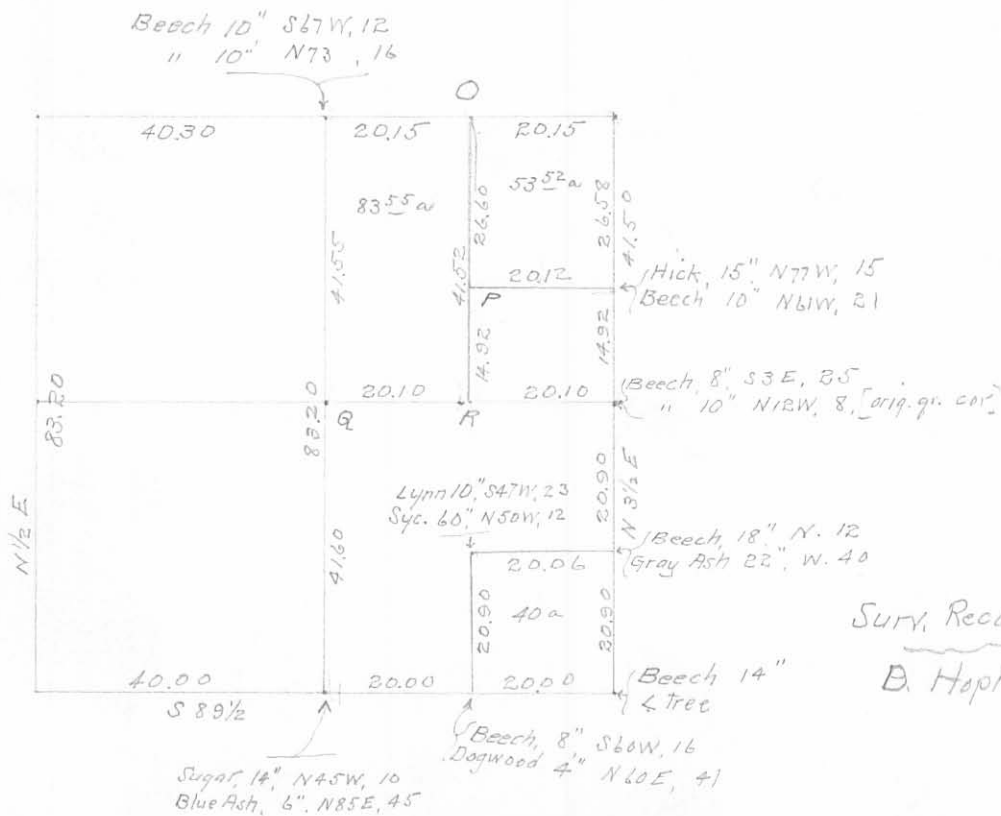 Beech 10" S67W, 12
" 10" N73 , 16
O
40.30
20.15
20.15
83 55 a
53 52 a
26.60
26.58
41.55
41.52
41.50
20.12
P
Hick, 15" N77W, 15
Beech 10" N61W, 21
14.92
14.92
83.20
83.20
20.10
20.10
Q
R
Beech, 8" S3E, 25
" 10" N12W, 8, [orig. gr. cor]
N 1/2 E
41.60
Lynn 10", S47W, 23
Syc. 60", N50W, 12
20.90
N 3 1/2 E
Beech, 18" N. 12
Gray Ash 22", W. 40
20.06
40 a
20.90
20.90
Surv. Rec
40.00
20.00
20.00
S 89 1/2
Beech 14"
Tree
B. Hop
Beech, 8" S60W, 16
Dogwood 4" N60E, 41
Sugar, 14", N45W, 10
Blue Ash, 6", N85E, 45